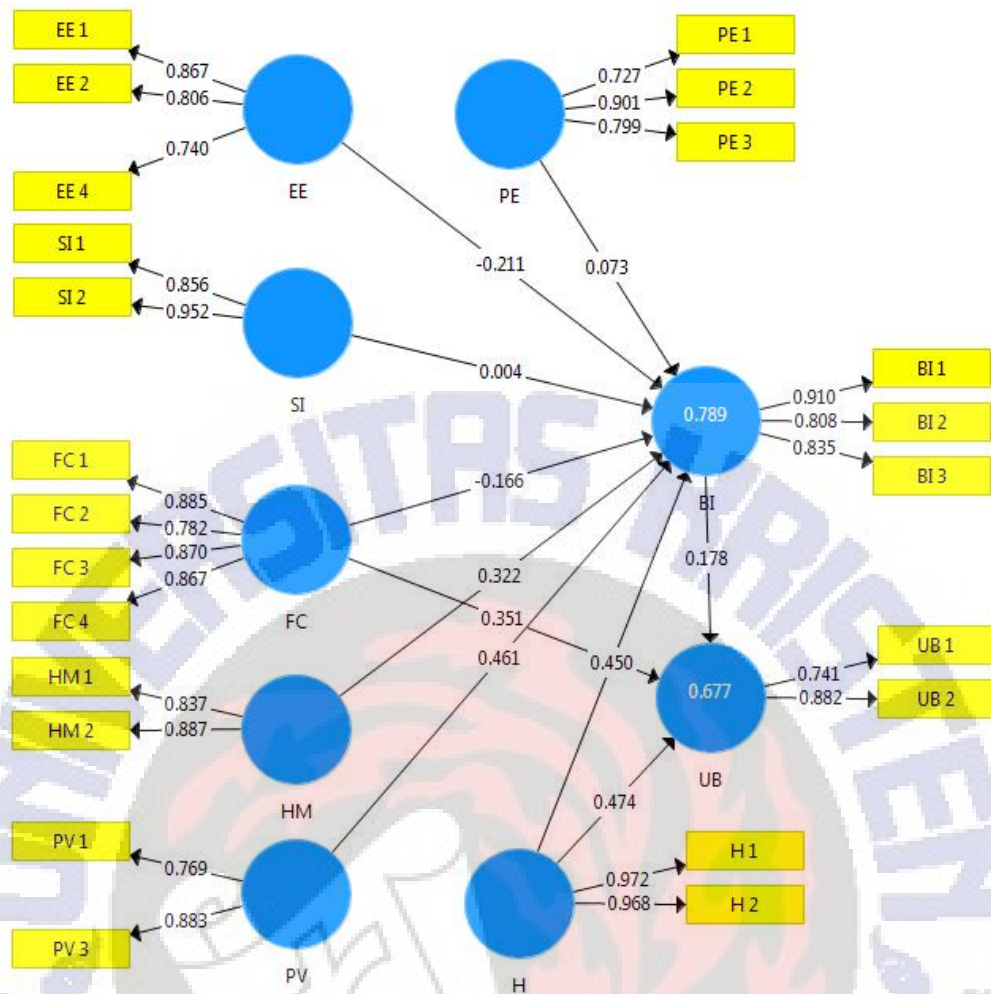 EE 1
EE 2
EE 4
0.867
0.806
0.740
EE
PE 1
PE 2
PE 3
0.727
0.901
0.799
PE
SI 1
SI 2
0.856
0.952
SI
-0.211
0.073
0.004
0.789
BI
BI 1
BI 2
BI 3
0.910
0.808
0.835
FC 1
FC 2
FC 3
FC 4
0.885
0.782
0.870
0.867
FC
-0.166
0.322
0.351
0.461
0.450
0.178
HM 1
HM 2
0.837
0.887
HM
0.677
UB
UB 1
UB 2
0.741
0.882
0.474
PV 1
PV 3
0.769
0.883
PV
H 1
H 2
0.972
0.968
H
UNIVERSITAS KRISTEN